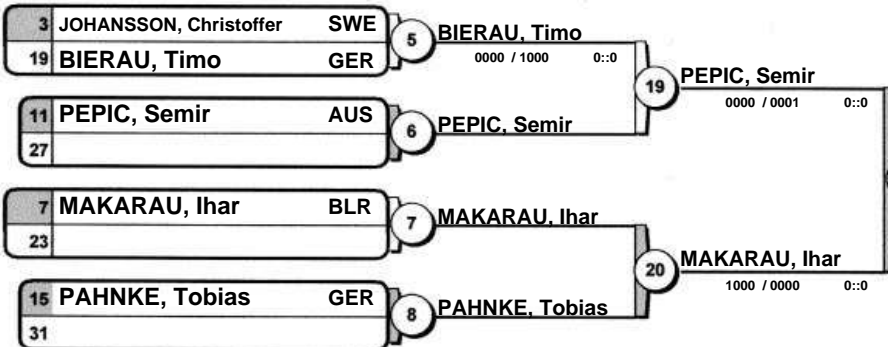 3 JOHANSSON, Christoffer SWE
19 BIERAU, Timo GER
5 BIERAU, Timo
0000 / 1000 0::0
11 PEPIC, Semir AUS
27
6 PEPIC, Semir
19 PEPIC, Semir
0000 / 0001 0::0
7 MAKARAU, Ihar BLR
23
7 MAKARAU, Ihar
15 PAHNKE, Tobias GER
31
8 PAHNKE, Tobias
20 MAKARAU, Ihar
1000 / 0000 0::0